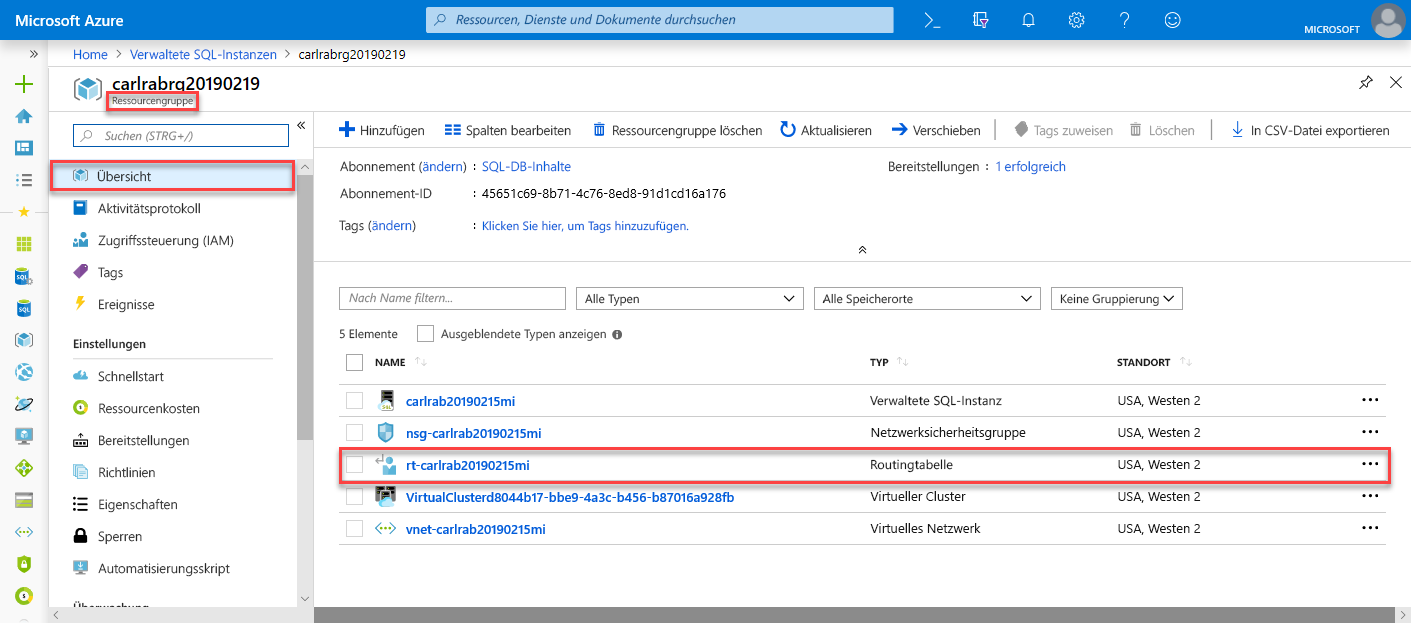 Microsoft Azure
Ressourcen, Dienste und Dokumente durchsuchen
MICROSOFT
Home > Verwaltete SQL-Instanzen > carlrabrg20190219
carlrabrg20190219
Ressourcengruppe
Suchen (STRG+/)
Übersicht
Aktivitätsprotokoll
Zugriffssteuerung (IAM)
Tags
Ereignisse
Einstellungen
Schnellstart
Ressourcenkosten
Bereitstellungen
Richtlinien
Eigenschaften
Sperren
Automatisierungsskript
Überwachung
Hinzufügen Spalten bearbeiten Ressourcengruppe löschen Aktualisieren Verschieben Tags zuweisen Löschen In CSV-Datei exportieren
Abonnement (ändern) : SQL-DB-Inhalte Bereitstellungen : 1 erfolgreich
Abonnement-ID : 45651c69-8b71-4c76-8ed8-91d1cd16a176
Tags (ändern) : Klicken Sie hier, um Tags hinzuzufügen.
Nach Name filtern... Alle Typen Alle Speicherorte Keine Gruppierung
5 Elemente Ausgeblendete Typen anzeigen
NAME TYP STANDORT
carlrab20190215mi Verwaltete SQL-Instanz USA, Westen 2
nsg-carlrab20190215mi Netzwerksicherheitsgruppe USA, Westen 2
rt-carlrab20190215mi Routingtabelle USA, Westen 2
VirtualClusterd8044b17-bbe9-4a3c-b456-b87016a928fb Virtueller Cluster USA, Westen 2
vnet-carlrab20190215mi Virtuelles Netzwerk USA, Westen 2